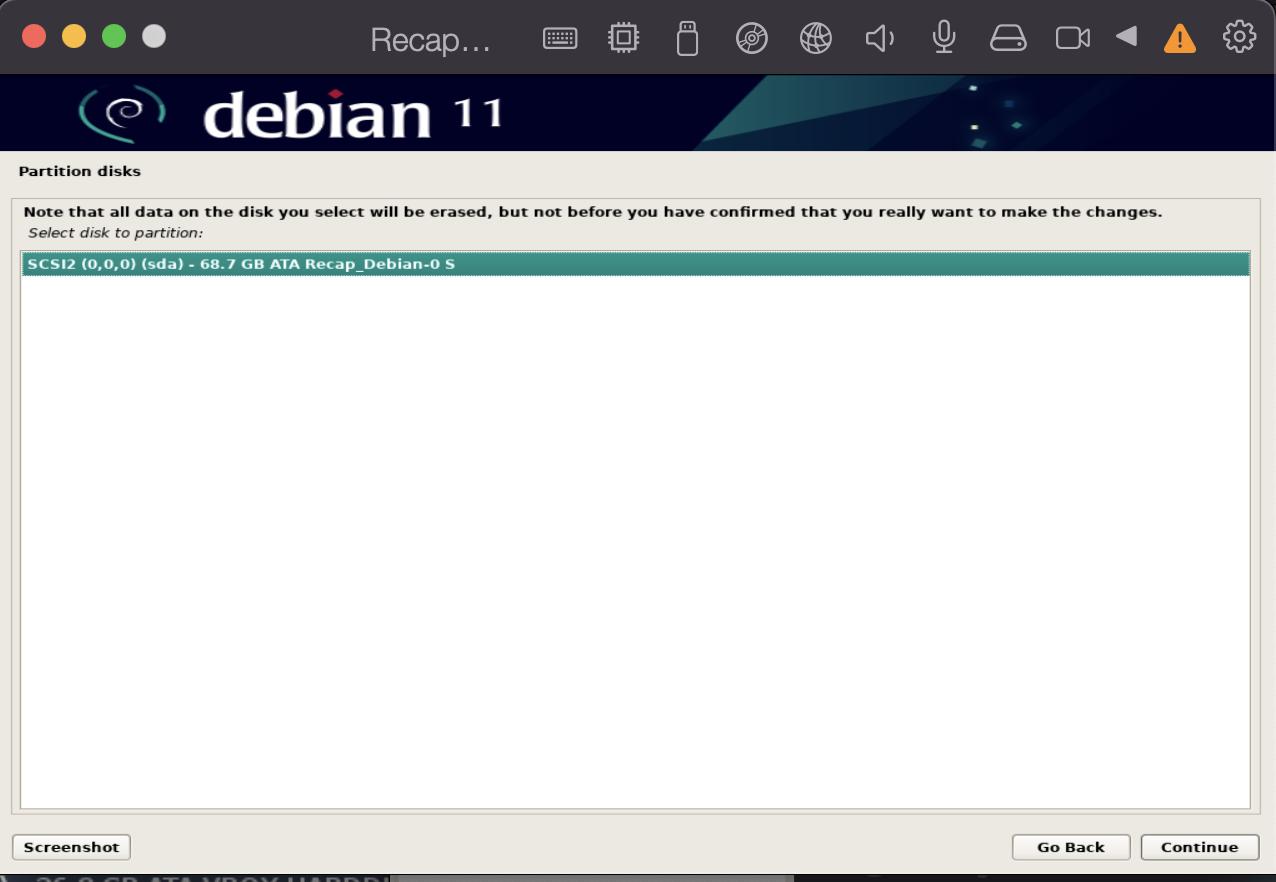 Recap...
debian 11
Partition disks
Note that all data on the disk you select will be erased, but not before you have confirmed that you really want to make the changes.
Select disk to partition:
SCSI2 (0,0,0) (sda) - 68.7 GB ATA Recap_Debian-0 S
Screenshot
Go Back
Continue